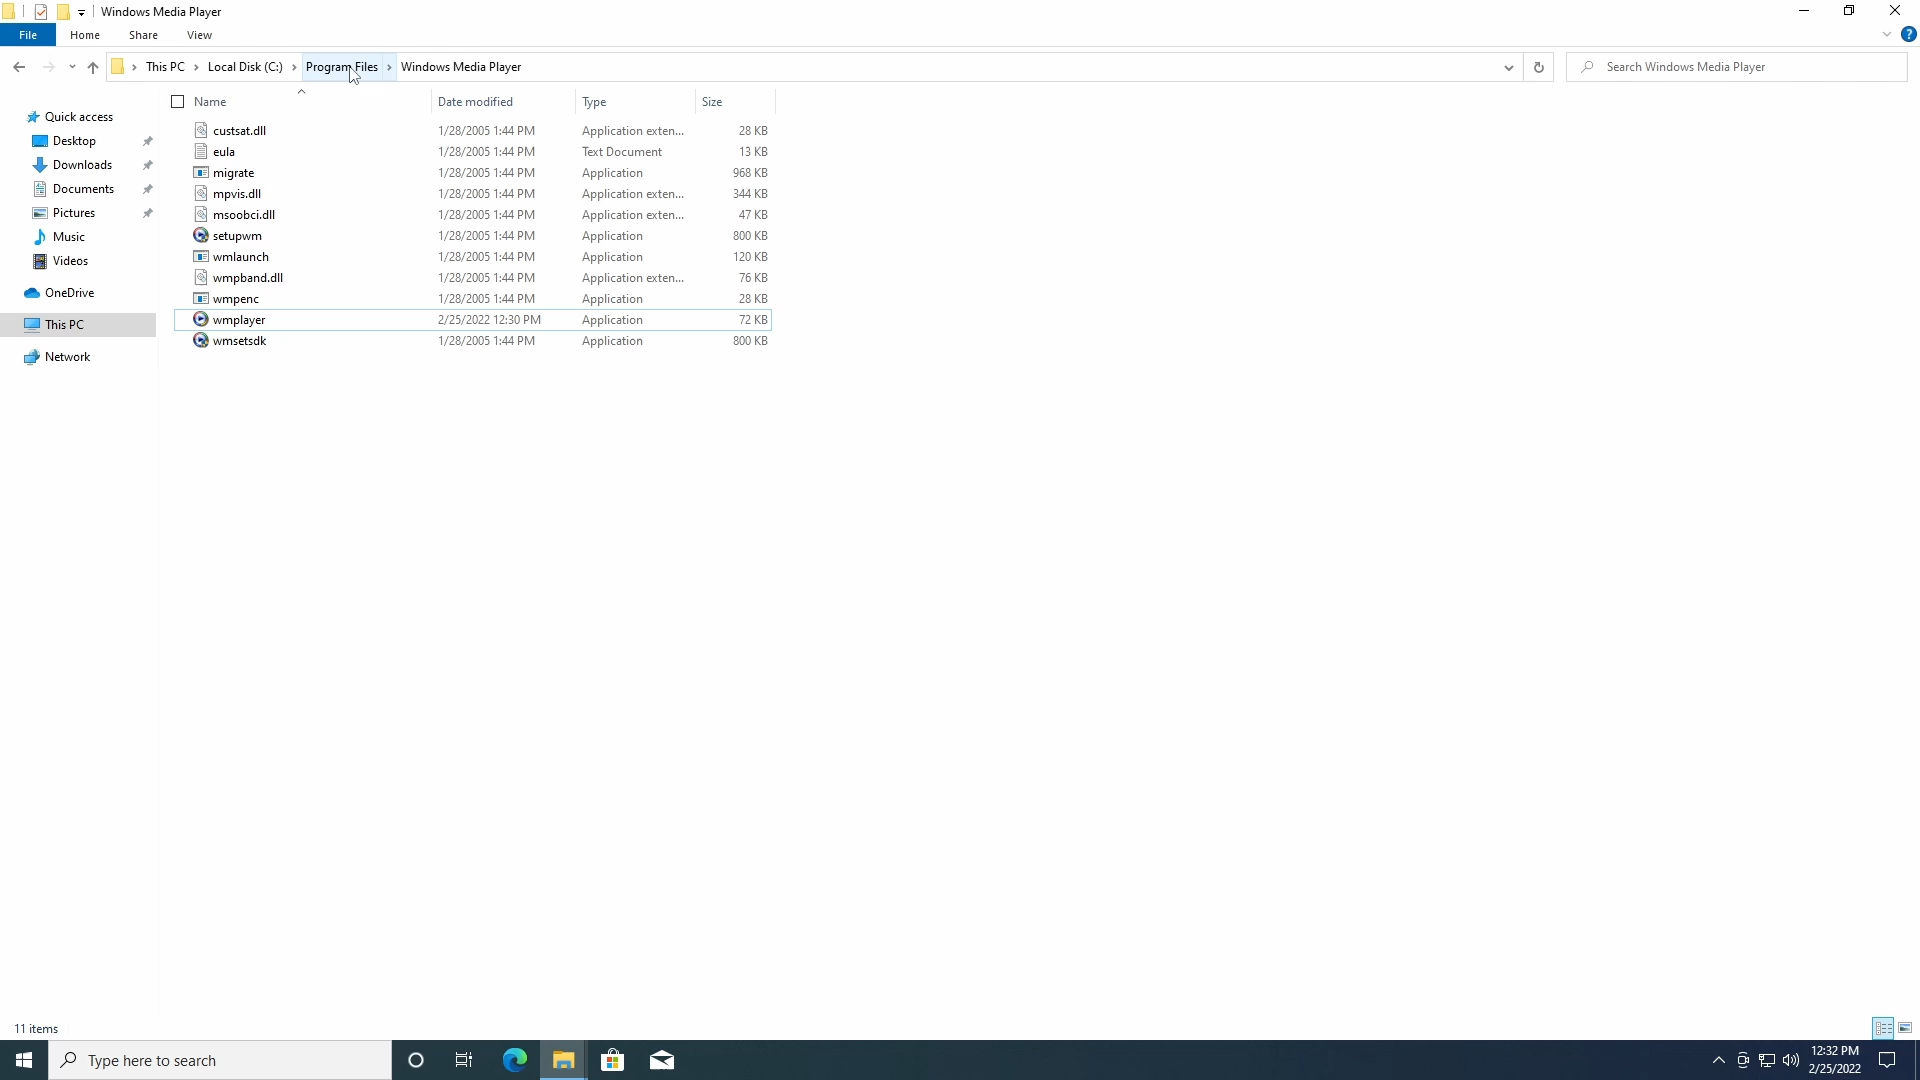 Windows Media Player
File Home Share View
This PC Local Disk (C:) Program Files Windows Media Player Search Windows Media Player
Name Date modified Type Size
Quick access
Desktop
Downloads
Documents
Pictures
Music
Videos
OneDrive
This PC
Network
custsat.dll 1/28/2005 1:44 PM Application exten... 28 KB
eula 1/28/2005 1:44 PM Text Document 13 KB
migrate 1/28/2005 1:44 PM Application 968 KB
mpvis.dll 1/28/2005 1:44 PM Application exten... 344 KB
msoobci.dll 1/28/2005 1:44 PM Application exten... 47 KB
setupwm 1/28/2005 1:44 PM Application 800 KB
wmlaunch 1/28/2005 1:44 PM Application 120 KB
wmpband.dll 1/28/2005 1:44 PM Application exten... 76 KB
wmpenc 1/28/2005 1:44 PM Application 28 KB
wmplayer 2/25/2022 12:30 PM Application 72 KB
wmsetsdk 1/28/2005 1:44 PM Application 800 KB
11 items
Type here to search
12:32 PM
2/25/2022